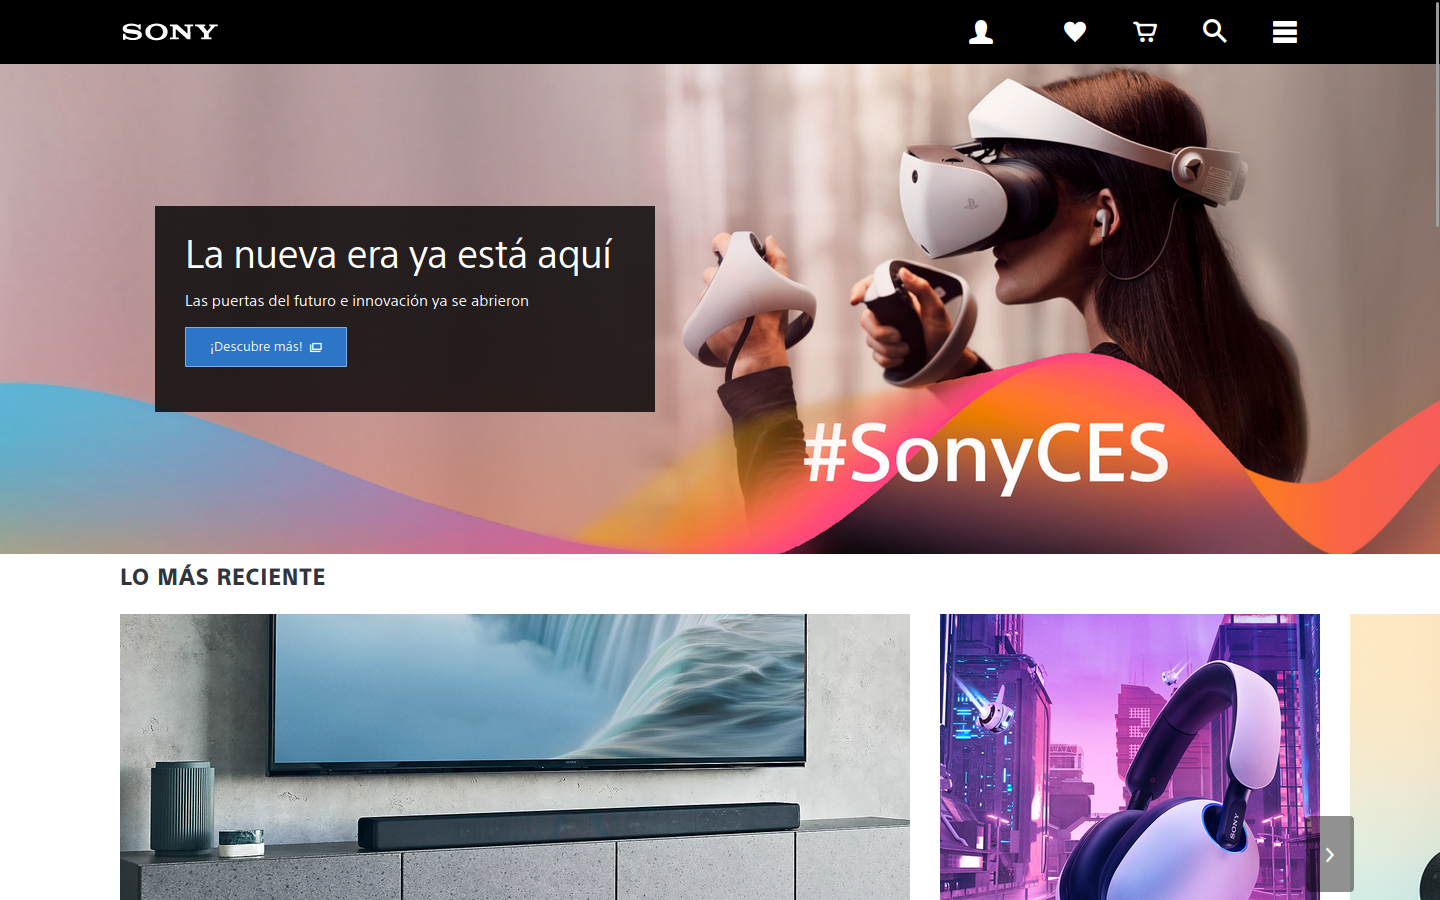 SONY
La nueva era ya está aquí
Las puertas del futuro e innovación ya se abrieron
¡Descubre más!
#SonyCES
LO MÁS RECIENTE
SONY